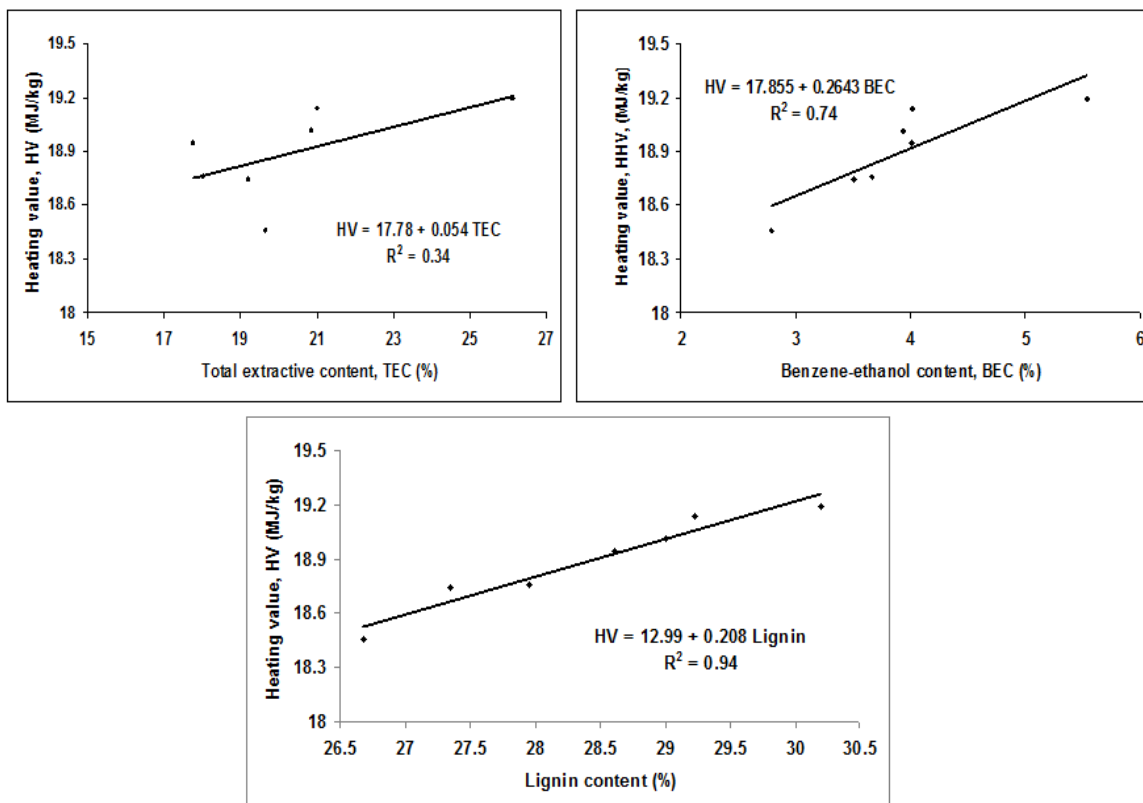 19.5
19.2
18.9
18.6
18.3
18
Heating value, HV (MJ/kg)
HV = 17.78 + 0.054 TEC
R² = 0.34
15 17 19 21 23 25 27
Total extractive content, TEC (%)
19.5
19.2
18.9
18.6
18.3
18
Heating value, HHV, (MJ/kg)
HV = 17.855 + 0.2643 BEC
R² = 0.74
2 3 4 5 6
Benzene-ethanol content, BEC (%)
19.5
19.2
18.9
18.6
18.3
18
Heating value, HV (MJ/kg)
HV = 12.99 + 0.208 Lignin
R² = 0.94
26.5 27 27.5 28 28.5 29 29.5 30 30.5
Lignin content (%)